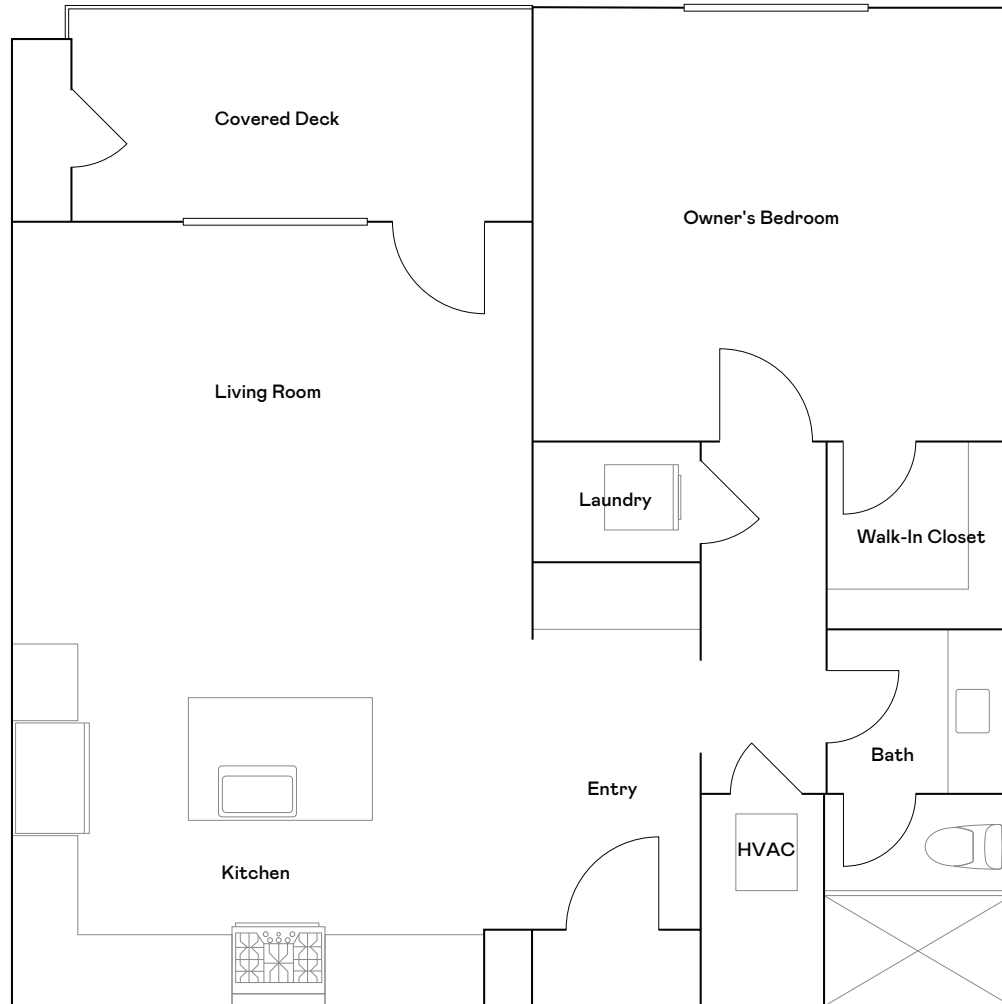 Covered Deck
Owner's Bedroom
Living Room
Laundry
Walk-In Closet
Bath
Entry
HVAC
Kitchen